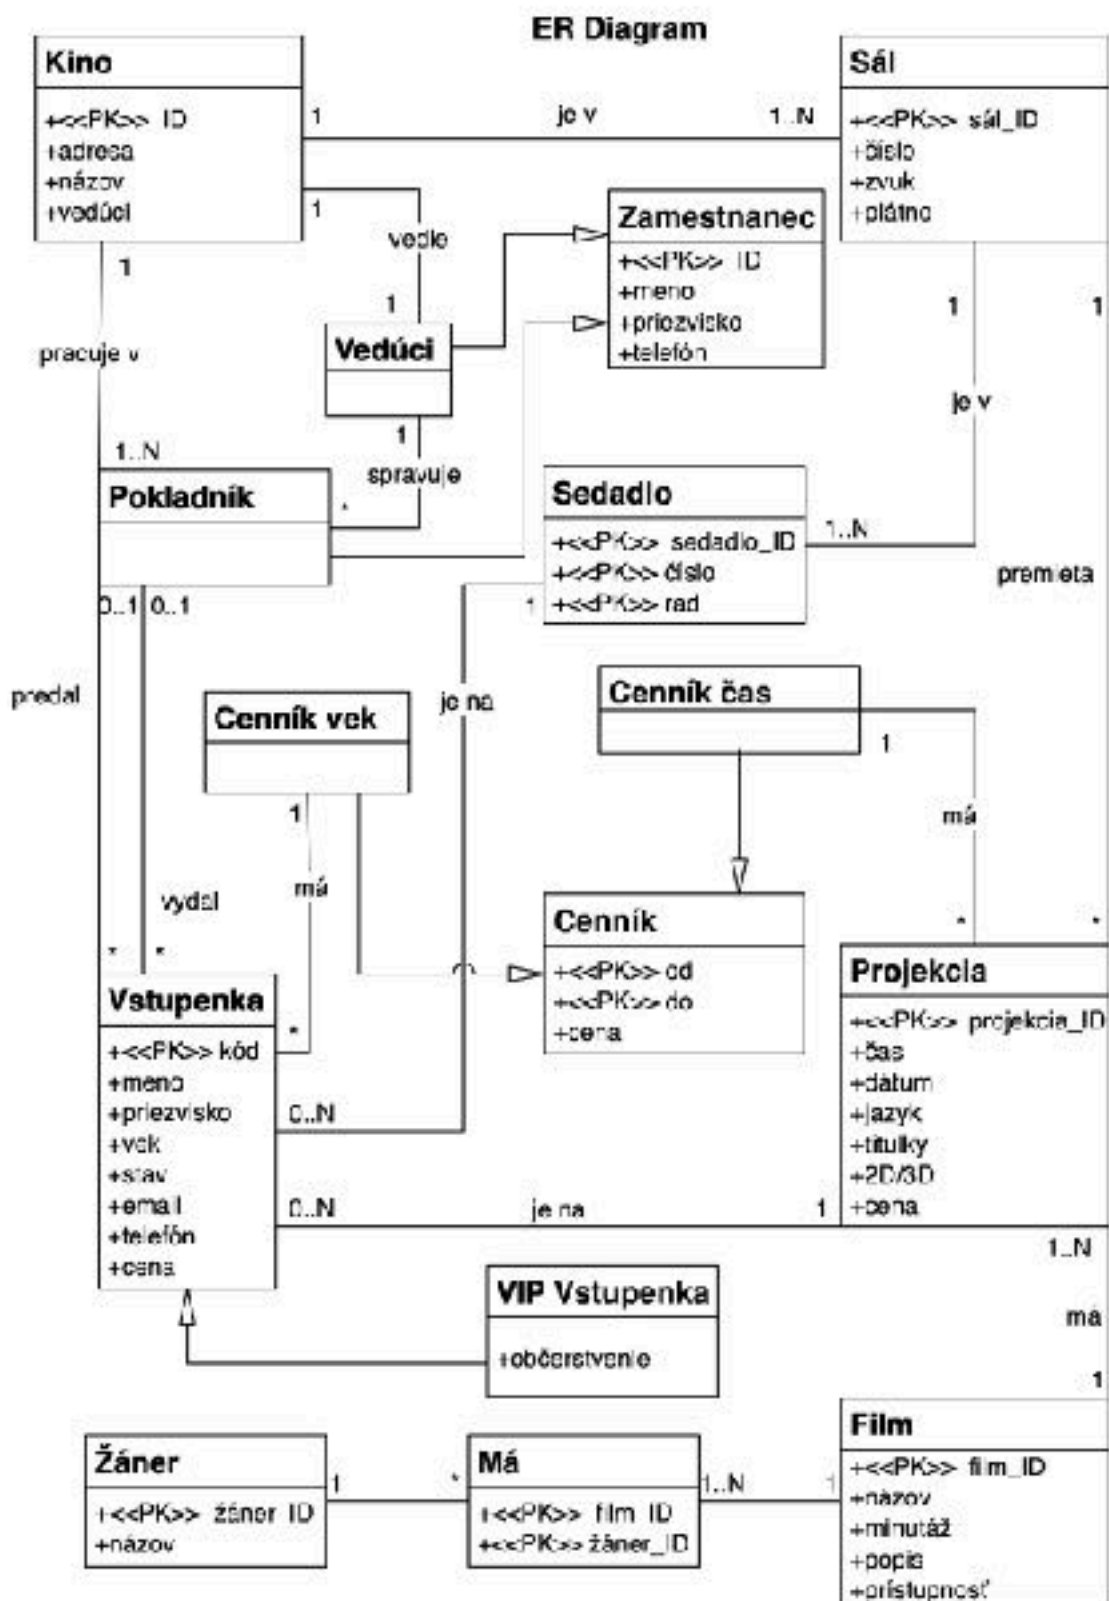 ER Diagram
Kino
+<<PK>> ID
+adresa
+názov
+vedúci
1
je v
1..N
Sál
+<<PK>> sál_ID
+číslo
+zvuk
+plátno
1
vedie
1
Zamestnanec
+<<PK>> ID
+meno
+priezvisko
+telefón
1
pracuje v
1..N
Vedúci
1
spravuje
*
1
je v
1..N
1
premieta
*
Pokladník
0..1
0..1
predal
vydal
*
*
Sedadlo
+<<PK>> sedadlo_ID
+<<PK>> číslo
+<<PK>> rad
1
je na
0..N
Cenník vek
1
má
*
Cenník čas
1
má
*
Cenník
+<<PK>> od
+<<PK>> do
+cena
Vstupenka
+<<PK>> kód
+meno
+priezvisko
+vek
+stav
+email
+telefón
+cena
0..N
je na
1
Projekcia
+<<PK>> projekcia_ID
+čas
+dátum
+jazyk
+titulky
+2D/3D
+cena
1..N
má
1
VIP Vstupenka
+občerstvenie
Žáner
+<<PK>> žáner_ID
+názov
1
*
Má
+<<PK>> film_ID
+<<PK>> žáner_ID
1..N
1
Film
+<<PK>> film_ID
+názov
+minutáž
+popis
+prístupnosť